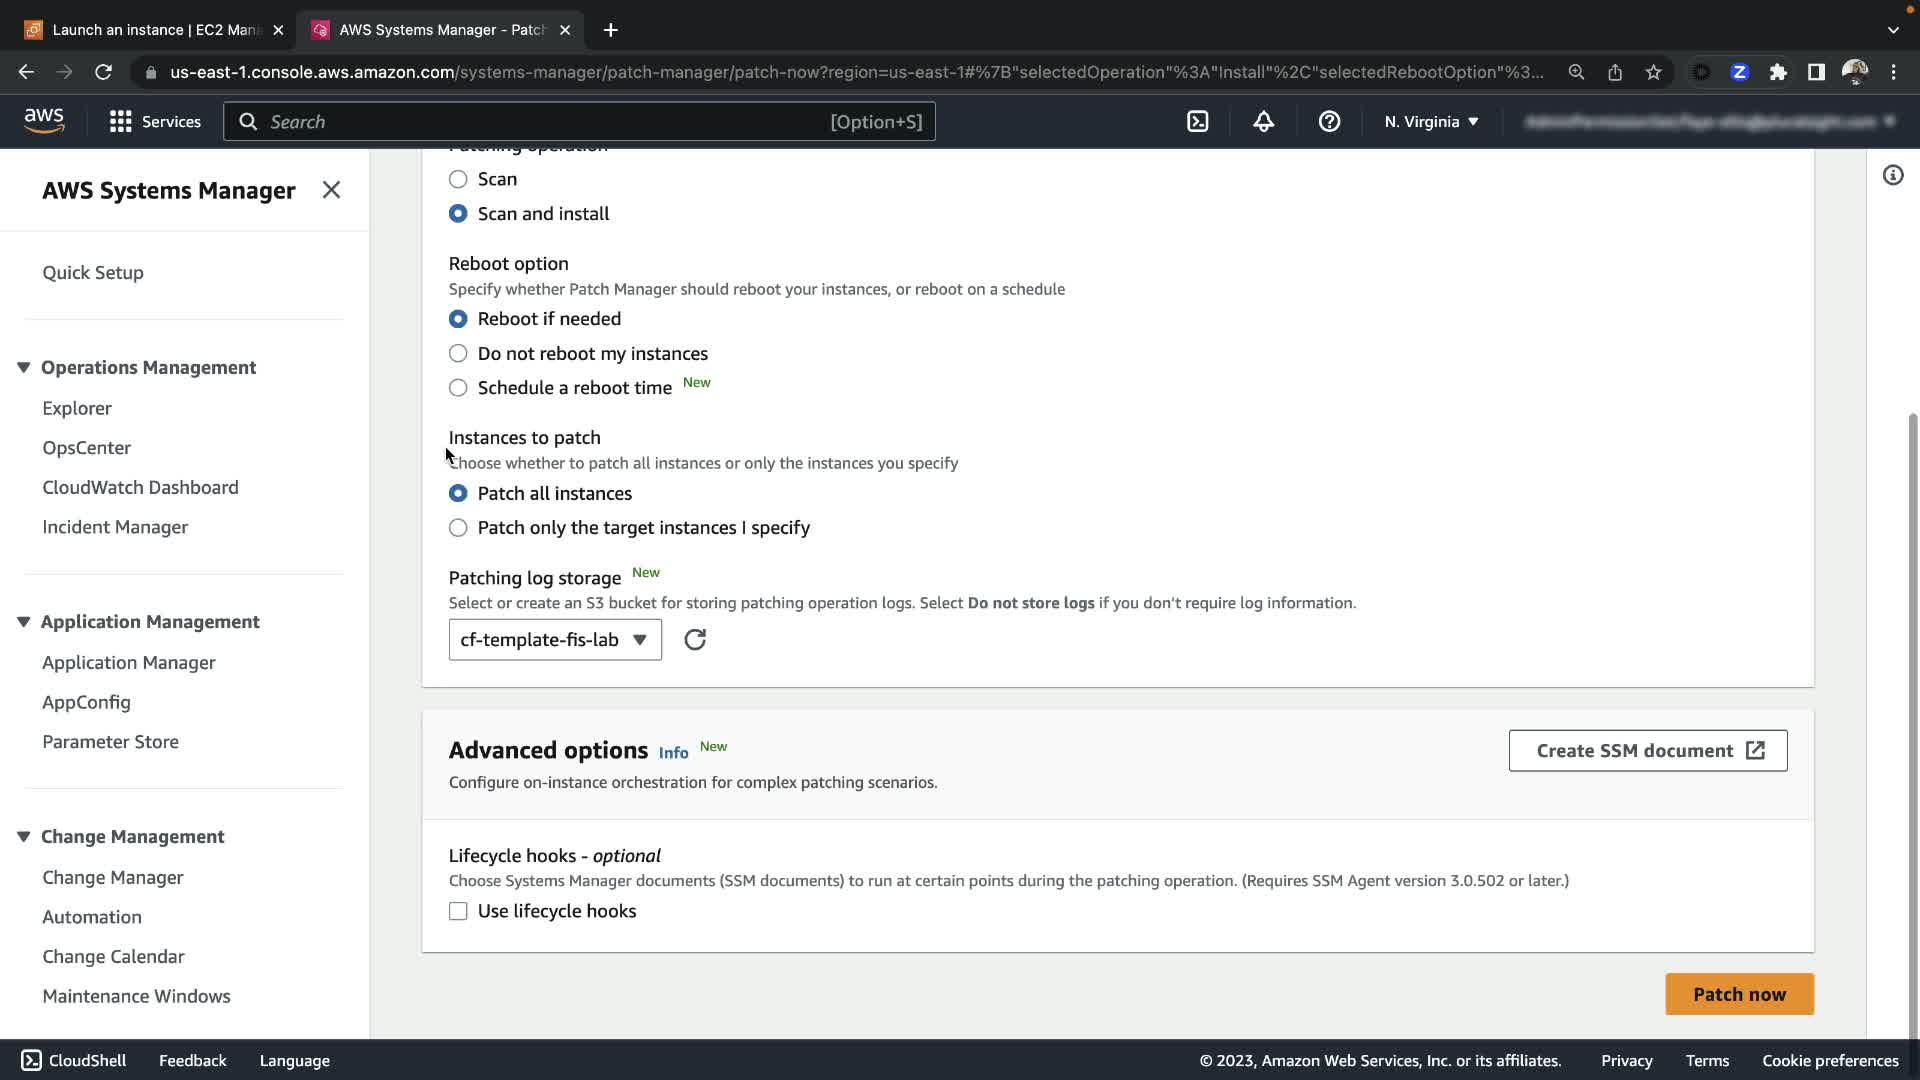 Launch an instance | EC2 Man
AWS Systems Manager - Patch
us-east-1.console.aws.amazon.com/systems-manager/patch-manager/patch-now?region=us-east-1#%7B"selectedOperation"%3A"Install"%2C"selectedRebootOption"%3...
aws
Services
Search
[Option+S]
N. Virginia
AWS Systems Manager
Quick Setup
Operations Management
Explorer
OpsCenter
CloudWatch Dashboard
Incident Manager
Application Management
Application Manager
AppConfig
Parameter Store
Change Management
Change Manager
Automation
Change Calendar
Maintenance Windows
Patching operation
Scan
Scan and install
Reboot option
Specify whether Patch Manager should reboot your instances, or reboot on a schedule
Reboot if needed
Do not reboot my instances
Schedule a reboot time New
Instances to patch
Choose whether to patch all instances or only the instances you specify
Patch all instances
Patch only the target instances I specify
Patching log storage New
Select or create an S3 bucket for storing patching operation logs. Select Do not store logs if you don't require log information.
cf-template-fis-lab
Advanced options Info New
Configure on-instance orchestration for complex patching scenarios.
Create SSM document
Lifecycle hooks - optional
Choose Systems Manager documents (SSM documents) to run at certain points during the patching operation. (Requires SSM Agent version 3.0.502 or later.)
Use lifecycle hooks
Patch now
CloudShell
Feedback
Language
© 2023, Amazon Web Services, Inc. or its affiliates.
Privacy
Terms
Cookie preferences